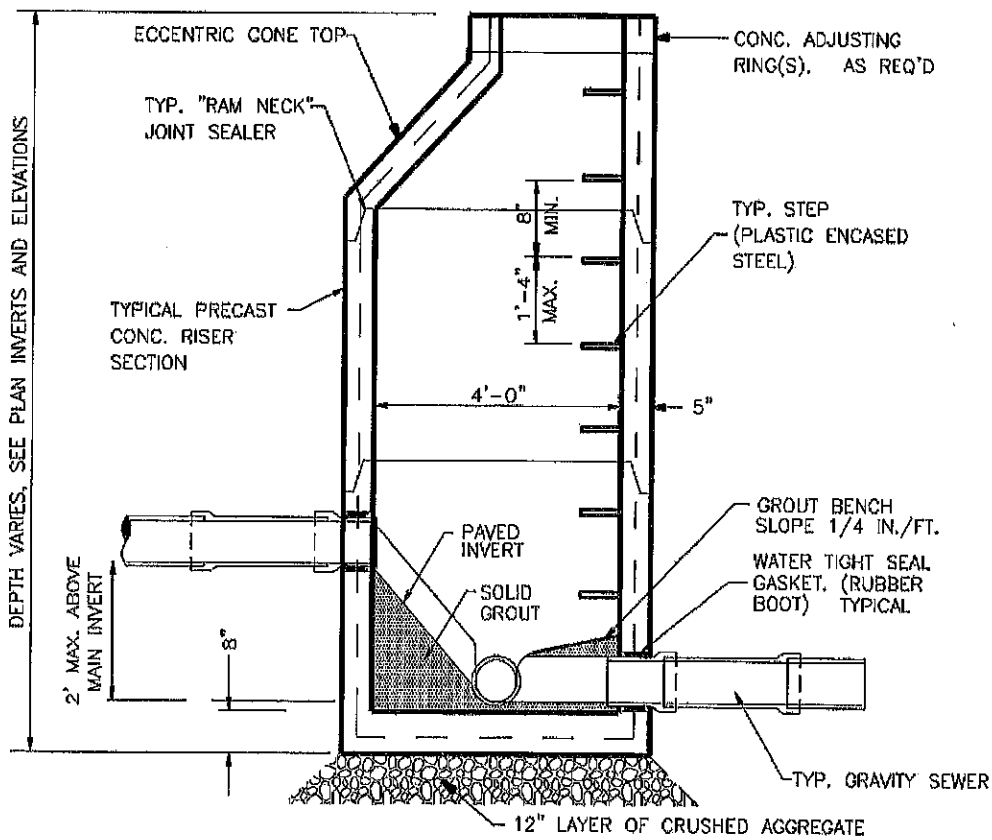 ECCENTRIC CONE TOP
CONC. ADJUSTING
RING(S). AS REQ'D
TYP. "RAM NECK"
JOINT SEALER
DEPTH VARIES, SEE PLAN INVERTS AND ELEVATIONS
8"
MIN.
TYP. STEP
(PLASTIC ENCASED
STEEL)
1'-4"
MAX.
TYPICAL PRECAST
CONC. RISER
SECTION
4'-0"
5"
GROUT BENCH
SLOPE 1/4 IN./FT.
PAVED
INVERT
WATER TIGHT SEAL
GASKET. (RUBBER
BOOT) TYPICAL
SOLID
GROUT
2' MAX. ABOVE
MAIN INVERT
8"
TYP. GRAVITY SEWER
12" LAYER OF CRUSHED AGGREGATE